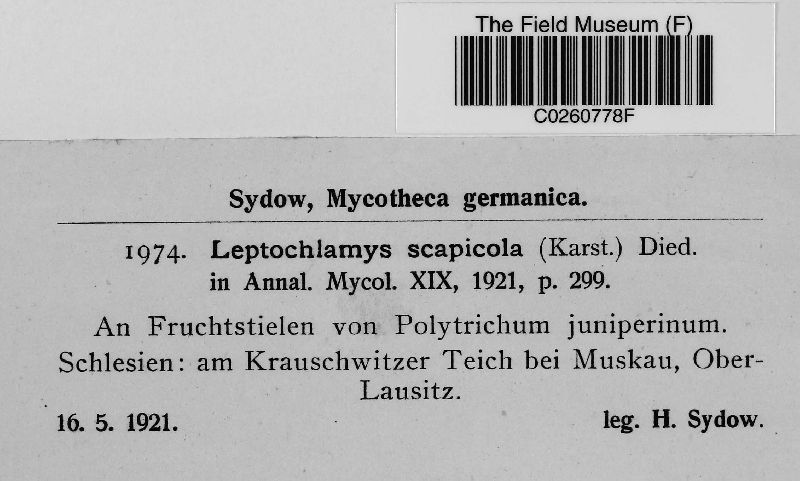 The Field Museum (F)
C0260778F
Sydow, Mycotheca germanica.
1974. Leptochlamys scapicola (Karst.) Died.
in Annal. Mycol. XIX, 1921, p. 299.
An Fruchtstielen von Polytrichum juniperinum.
Schlesien: am Krauschwitzer Teich bei Muskau, Ober-
Lausitz.
16. 5. 1921. leg. H. Sydow.